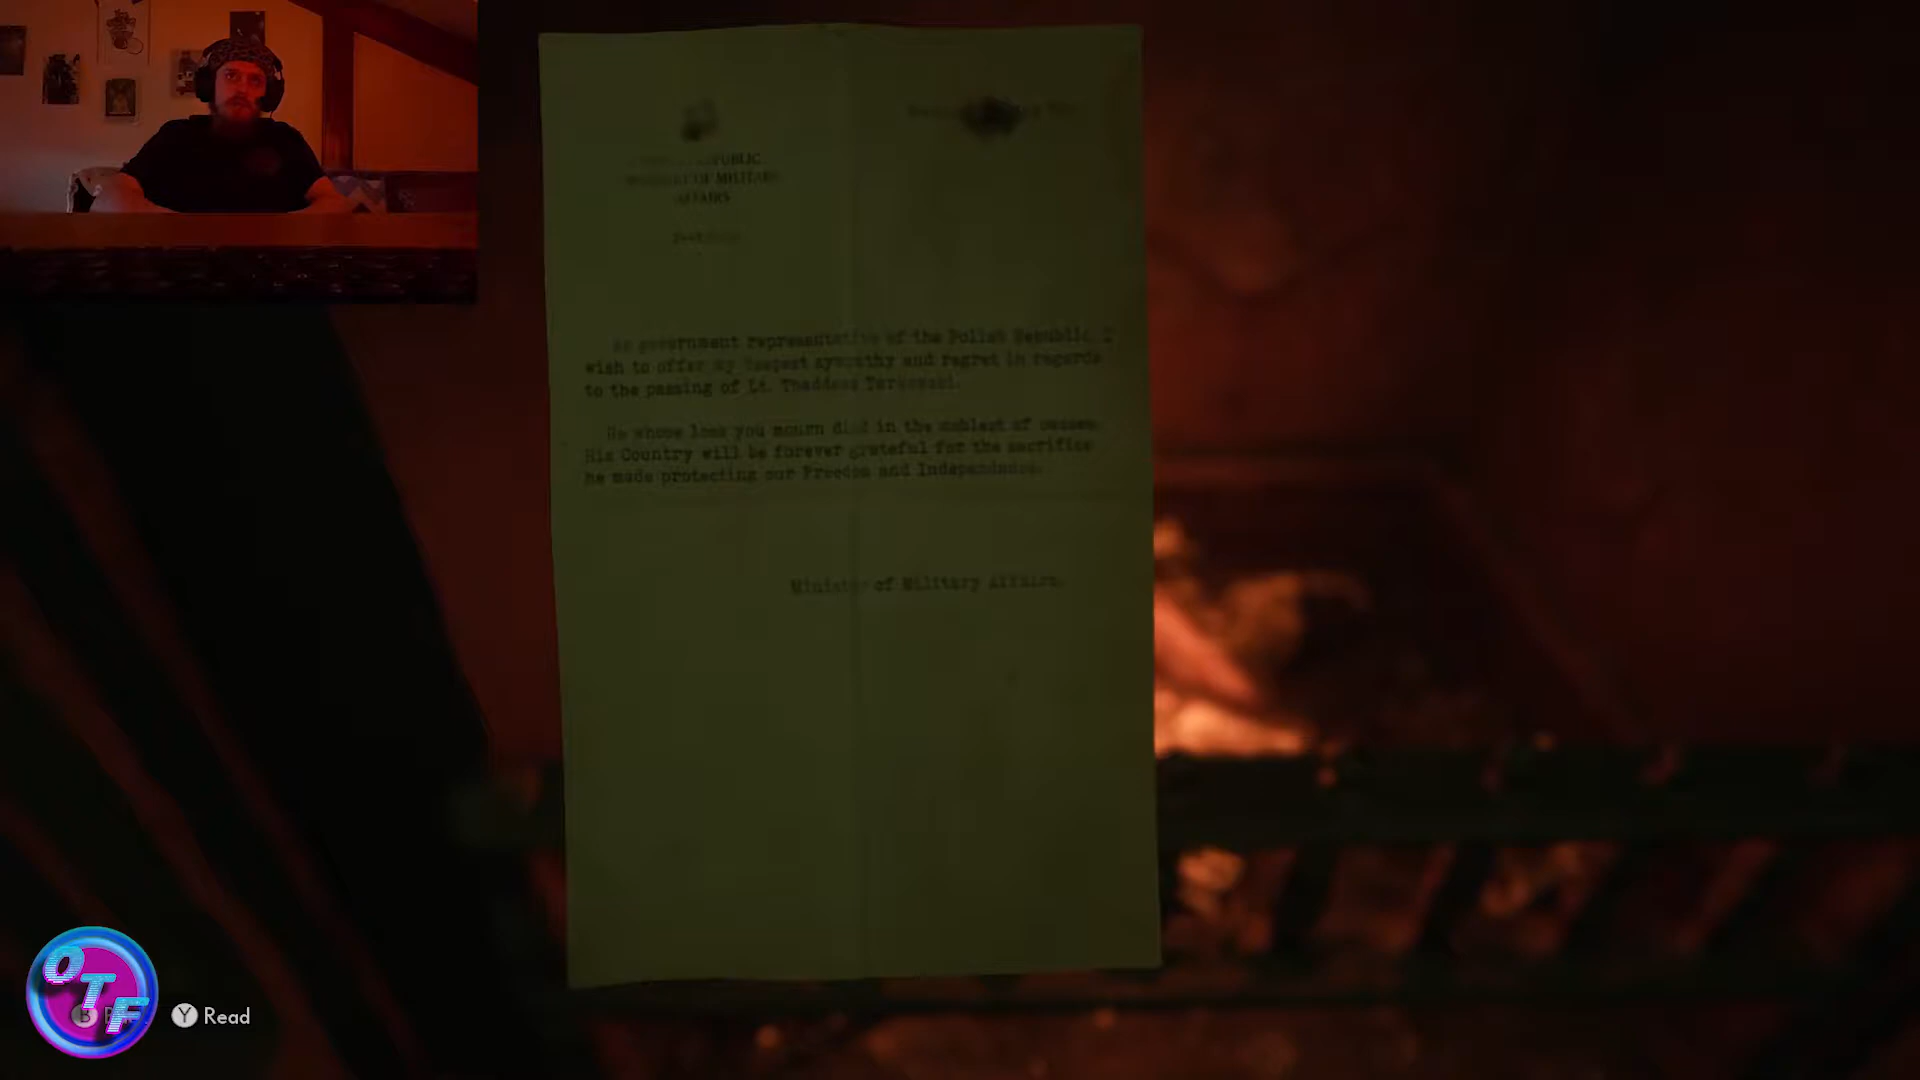 PUBLIC
OF MILITARY
AFFAIRS
As government representative of the Polish Republic, I
wish to offer my deepest sympathy and regret in regards
to the passing of Lt. Thaddeus
He whose loss you mourn died in the noblest of causes.
His Country will be forever grateful for the sacrifice
he made protecting our Freedom and Independence.
Minister of Military Affairs.
OTF
B
Y Read